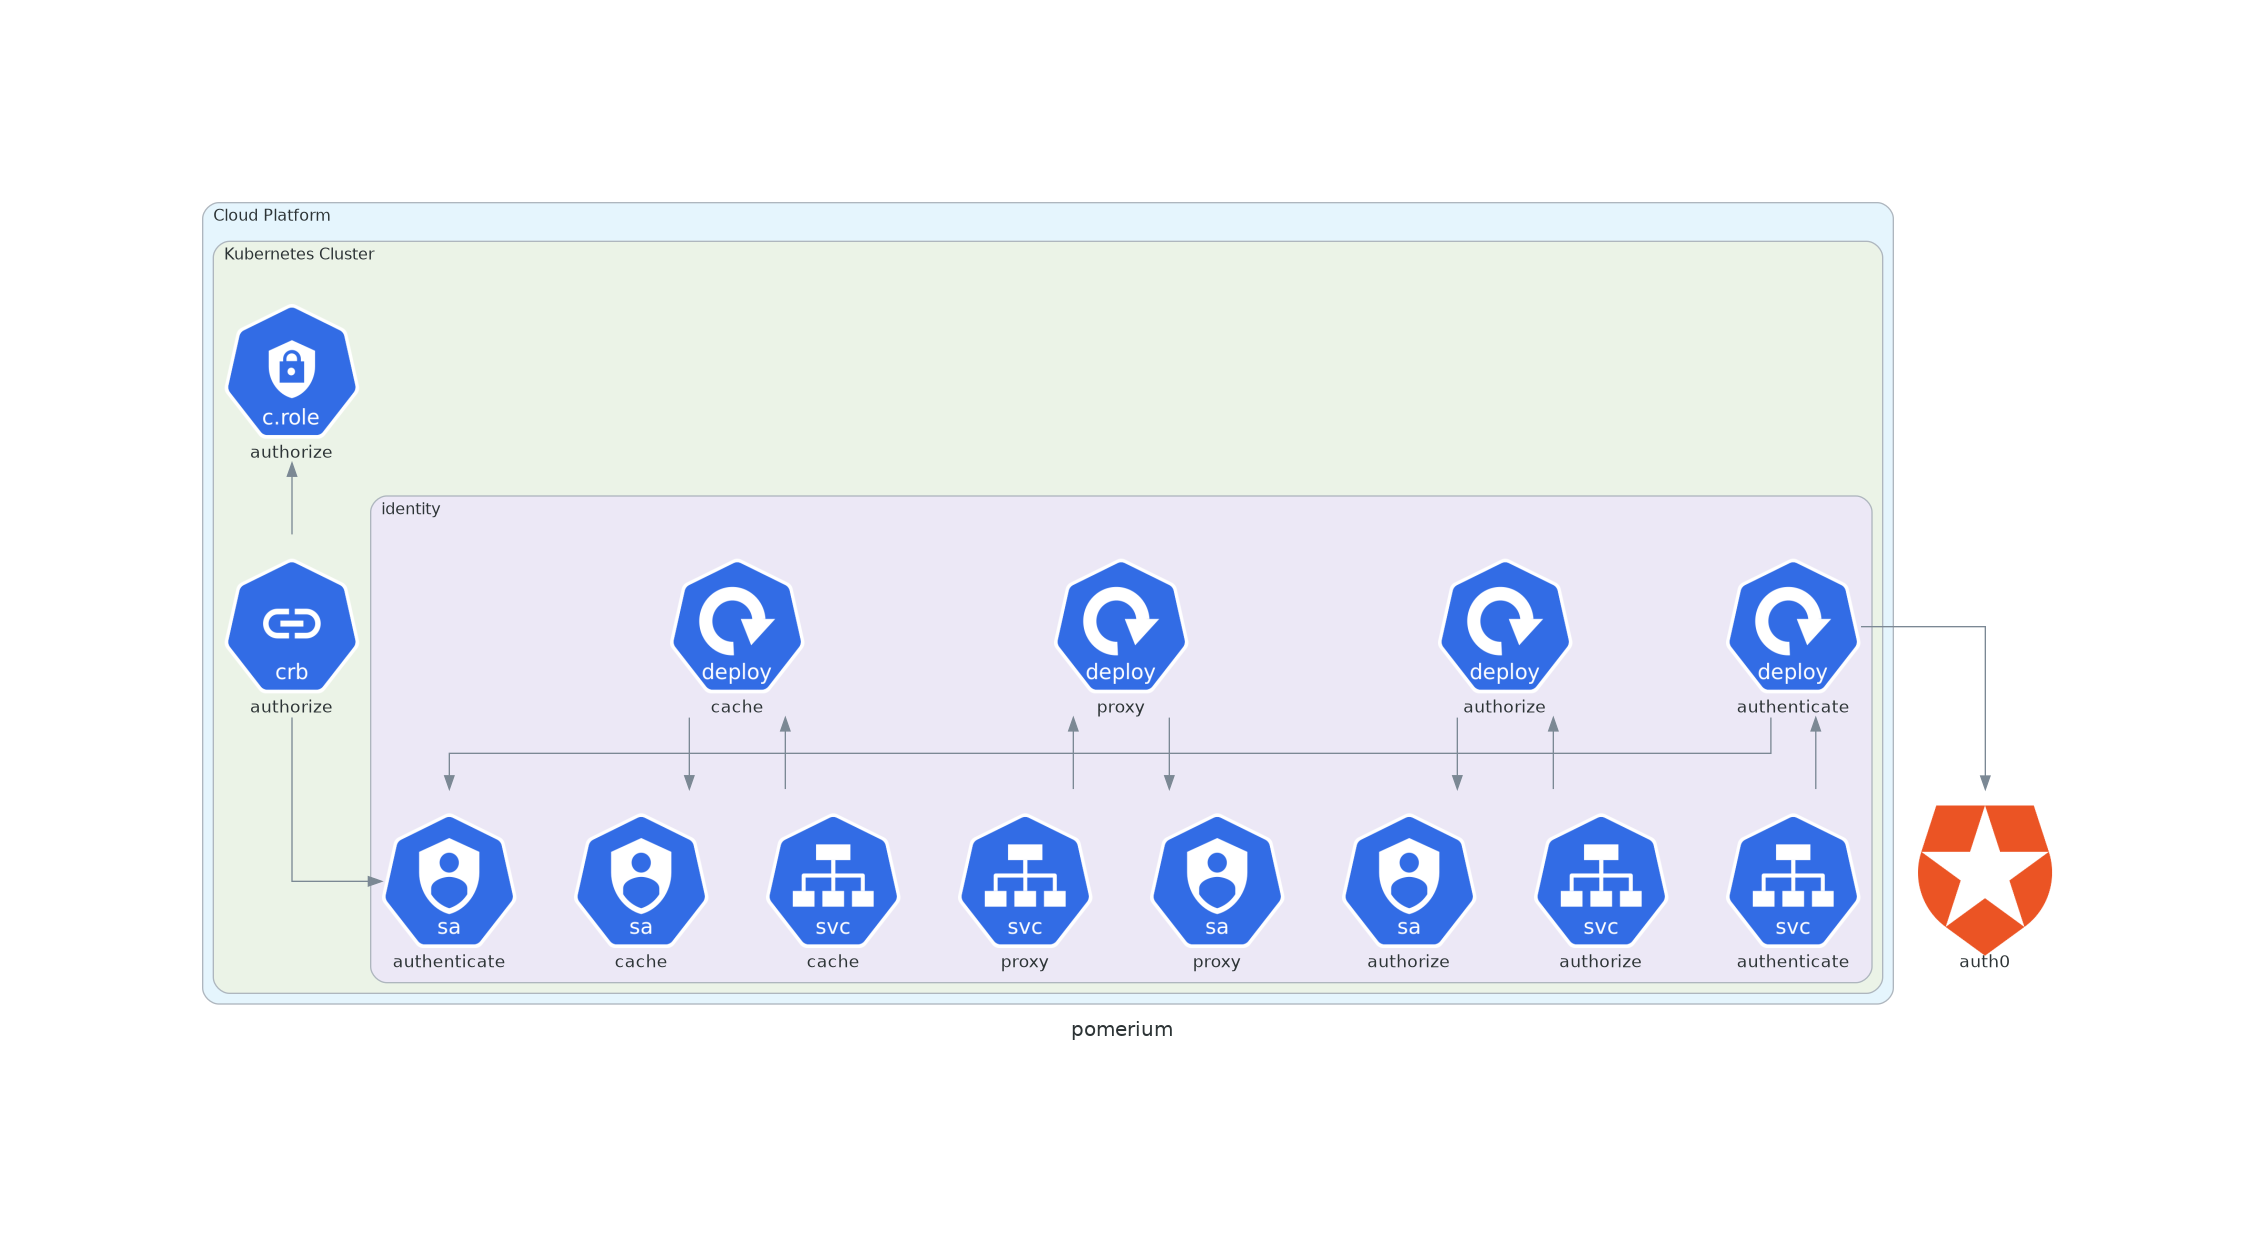 Cloud Platform
Kubernetes Cluster
c.role
authorize
identity
crb
authorize
deploy
cache
deploy
proxy
deploy
authorize
deploy
authenticate
sa
authenticate
sa
cache
svc
cache
svc
proxy
sa
proxy
sa
authorize
svc
authorize
svc
authenticate
auth0
pomerium